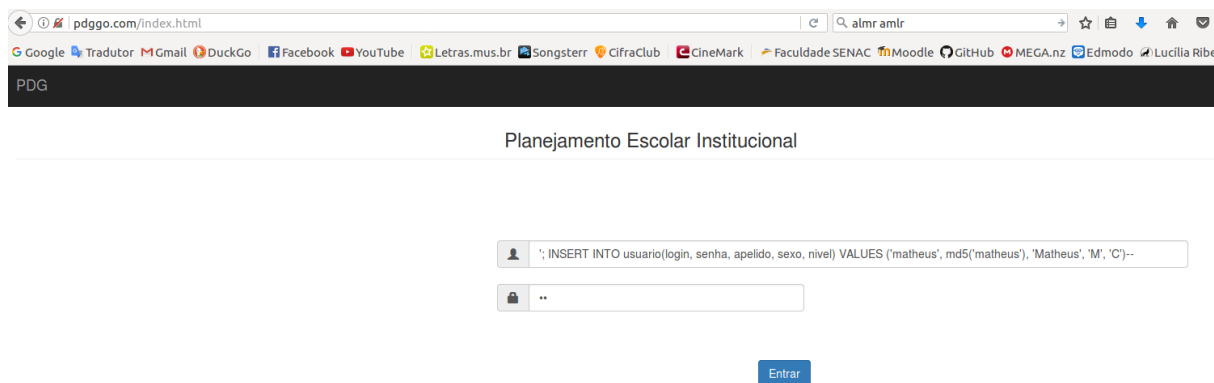 pdggo.com/index.html almr amlr
Google Tradutor Gmail DuckGo Facebook YouTube Letras.mus.br Songsterr CifraClub CineMark Faculdade SENAC Moodle GitHub MEGA.nz Edmodo Lucília Ribe
PDG
Planejamento Escolar Institucional
'; INSERT INTO usuario(login, senha, apelido, sexo, nivel) VALUES ('matheus', md5('matheus'), 'Matheus', 'M', 'C')--
••
Entrar